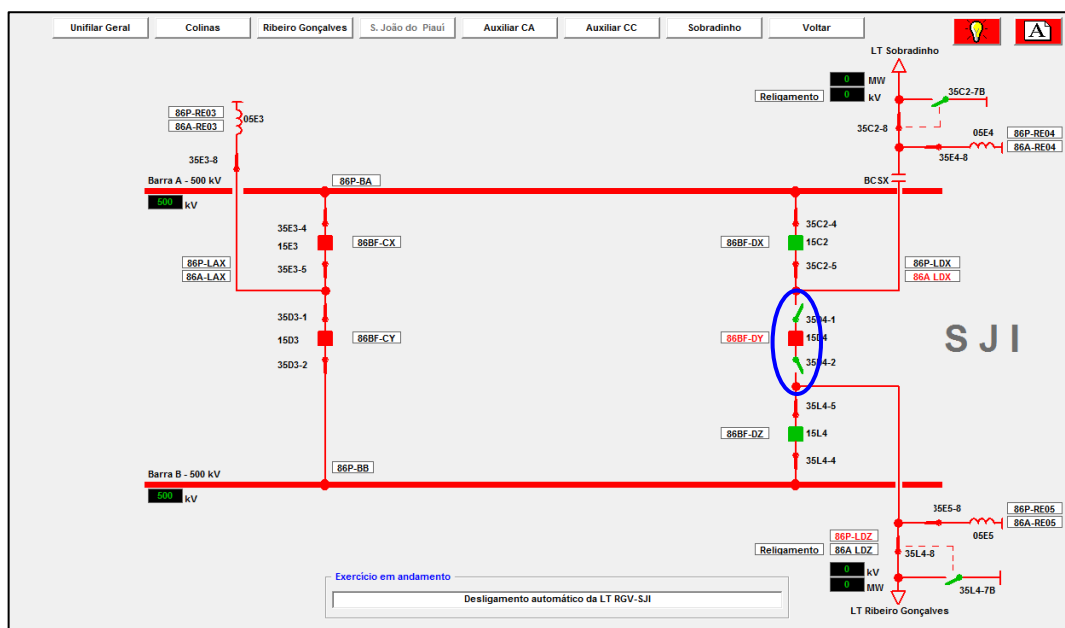 Unifilar Geral
Colinas
Ribeiro Gonçalves
S. João do Piauí
Auxiliar CA
Auxiliar CC
Sobradinho
Voltar
A
LT Sobradinho
0 MW
Religamento 0 kV
35C2-7B
86P-RE03
86A-RE03
05E3
35C2-8
05E4
86P-RE04
86A-RE04
35E3-8
35E4-8
Barra A - 500 kV
86P-BA
BCSX
500 kV
35E3-4
15E3
86BF-CX
35E3-5
35C2-4
86BF-DX
15C2
35C2-5
86P-LAX
86A-LAX
86P-LDX
86A LDX
35D3-1
15D3
86BF-CY
35D3-2
35D4-1
86BF-DY
15D4
35D4-2
SJI
35L4-5
86BF-DZ
15L4
35L4-4
86P-BB
Barra B - 500 kV
500 kV
35E5-8
86P-RE05
86A-RE05
05E5
86P-LDZ
Religamento 86A LDZ
35L4-8
0 kV
0 MW
35L4-7B
LT Ribeiro Gonçalves
Exercício em andamento
Desligamento automático da LT RGV-SJI